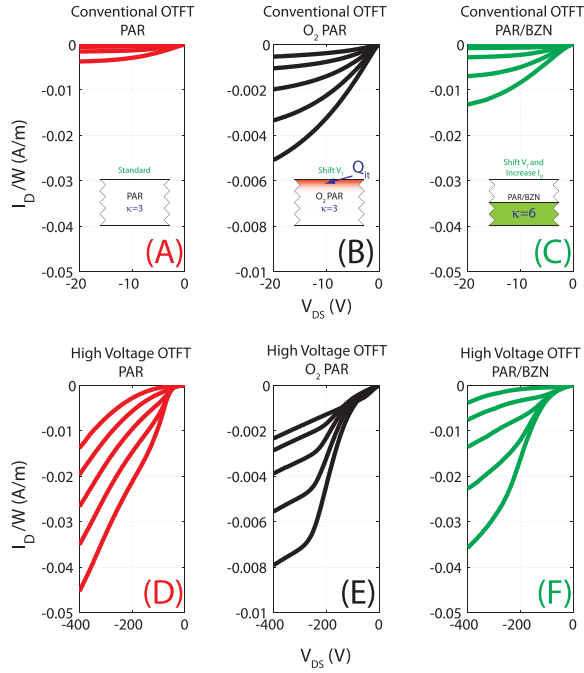 Conventional OTFT
PAR
Conventional OTFT
O2 PAR
Conventional OTFT
PAR/BZN
ID/W (A/m)
0
-0.01
-0.02
-0.03
-0.04
-0.05
-20
-10
0
Standard
PAR
κ=3
(A)
0
-0.002
-0.004
-0.006
-0.008
-0.01
-20
-10
0
Shift VT
Qit
O2 PAR
κ=3
(B)
VDS (V)
0
-0.01
-0.02
-0.03
-0.04
-0.05
-20
-10
0
Shift VT and
Increase ID
PAR/BZN
κ=6
(C)
High Voltage OTFT
PAR
High Voltage OTFT
O2 PAR
High Voltage OTFT
PAR/BZN
ID/W (A/m)
0
-0.01
-0.02
-0.03
-0.04
-0.05
-400
-200
0
(D)
0
-0.002
-0.004
-0.006
-0.008
-0.01
-400
-200
0
(E)
VDS (V)
0
-0.01
-0.02
-0.03
-0.04
-0.05
-400
-200
0
(F)